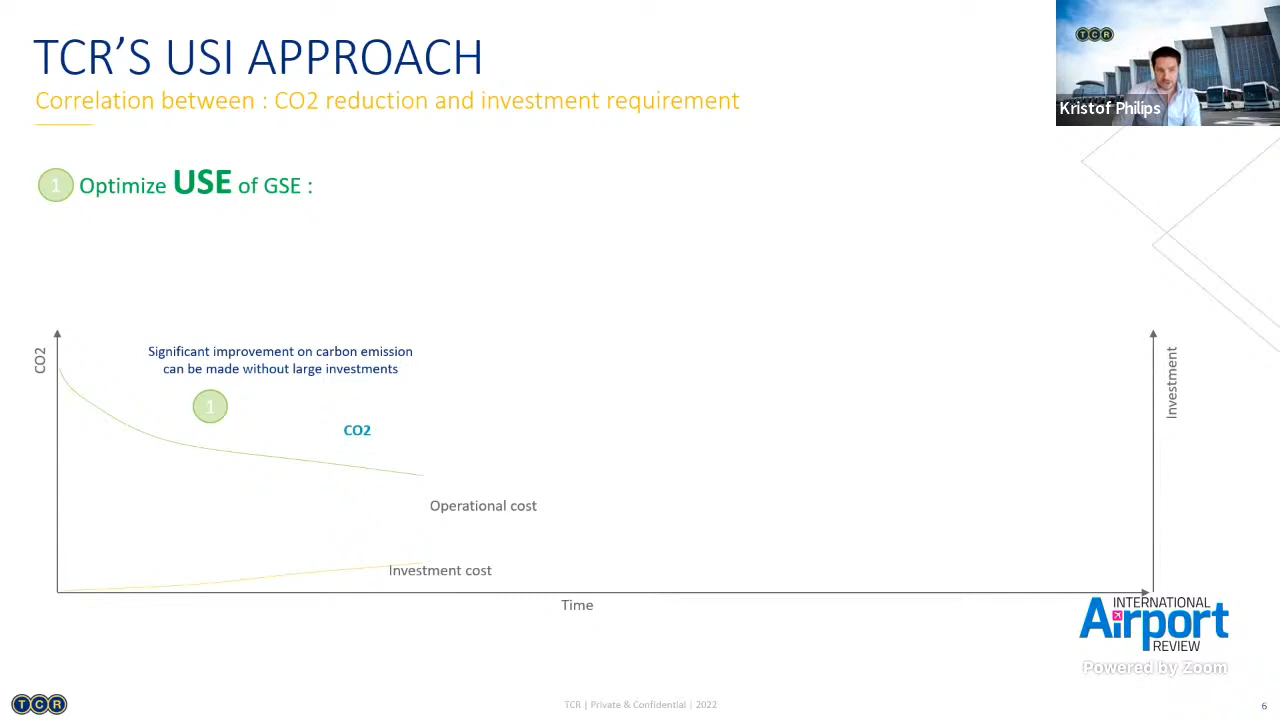 TCR'S USI APPROACH
Correlation between : CO2 reduction and investment requirement
TCR
Kristof Philips
1 Optimize USE of GSE :
CO2
Significant improvement on carbon emission
can be made without large investments
1
CO2
Operational cost
Investment cost
Time
Investment
INTERNATIONAL
Airport
REVIEW
Powered by Zoom
TCR
TCR | Private & Confidential | 2022
6